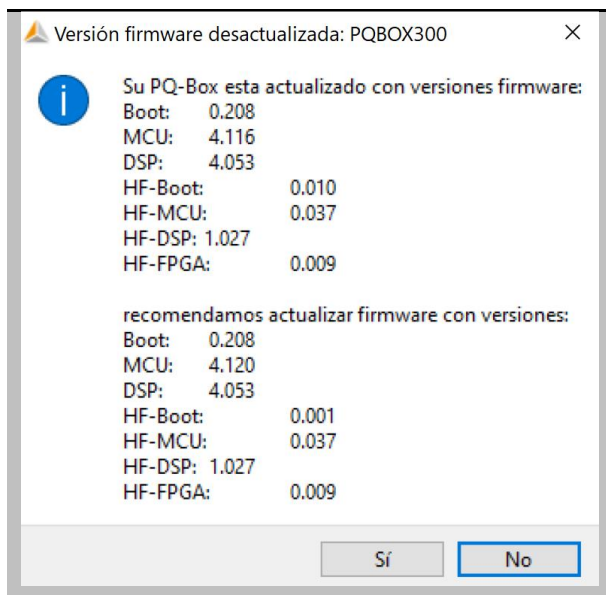 Versión firmware desactualizada: PQBOX300
Su PQ-Box esta actualizado con versiones firmware:
Boot: 0.208
MCU: 4.116
DSP: 4.053
HF-Boot: 0.010
HF-MCU: 0.037
HF-DSP: 1.027
HF-FPGA: 0.009
recomendamos actualizar firmware con versiones:
Boot: 0.208
MCU: 4.120
DSP: 4.053
HF-Boot: 0.001
HF-MCU: 0.037
HF-DSP: 1.027
HF-FPGA: 0.009
Sí No